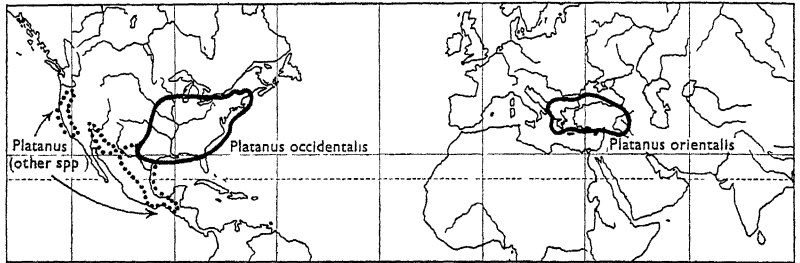 Platanus
(other spp )
Platanus occidentalis
Platanus orientalis